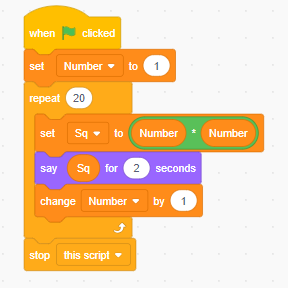 when clicked
set Number to 1
repeat 20
set Sq to Number * Number
say Sq for 2 seconds
change Number by 1
stop this script